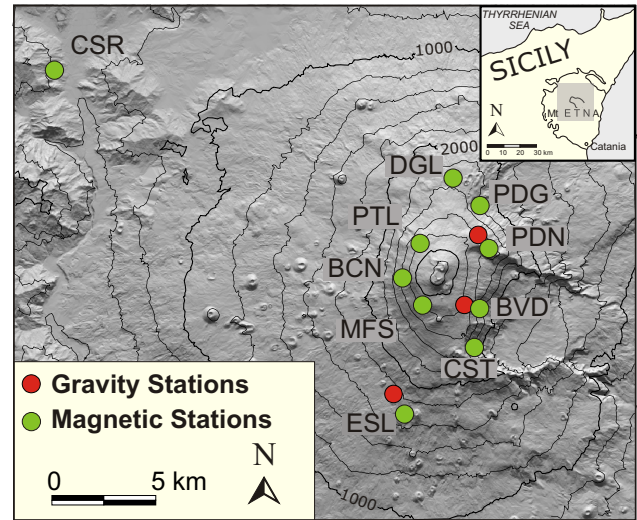 CSR
1000
2000
DGL
PDG
PTL
PDN
BCN
MFS
BVD
CST
ESL
1000
THYRRHENIAN
SEA
SICILY
Mt ETNA
N
0 10 20 30 km
Catania
Gravity Stations
Magnetic Stations
N
0 5 km